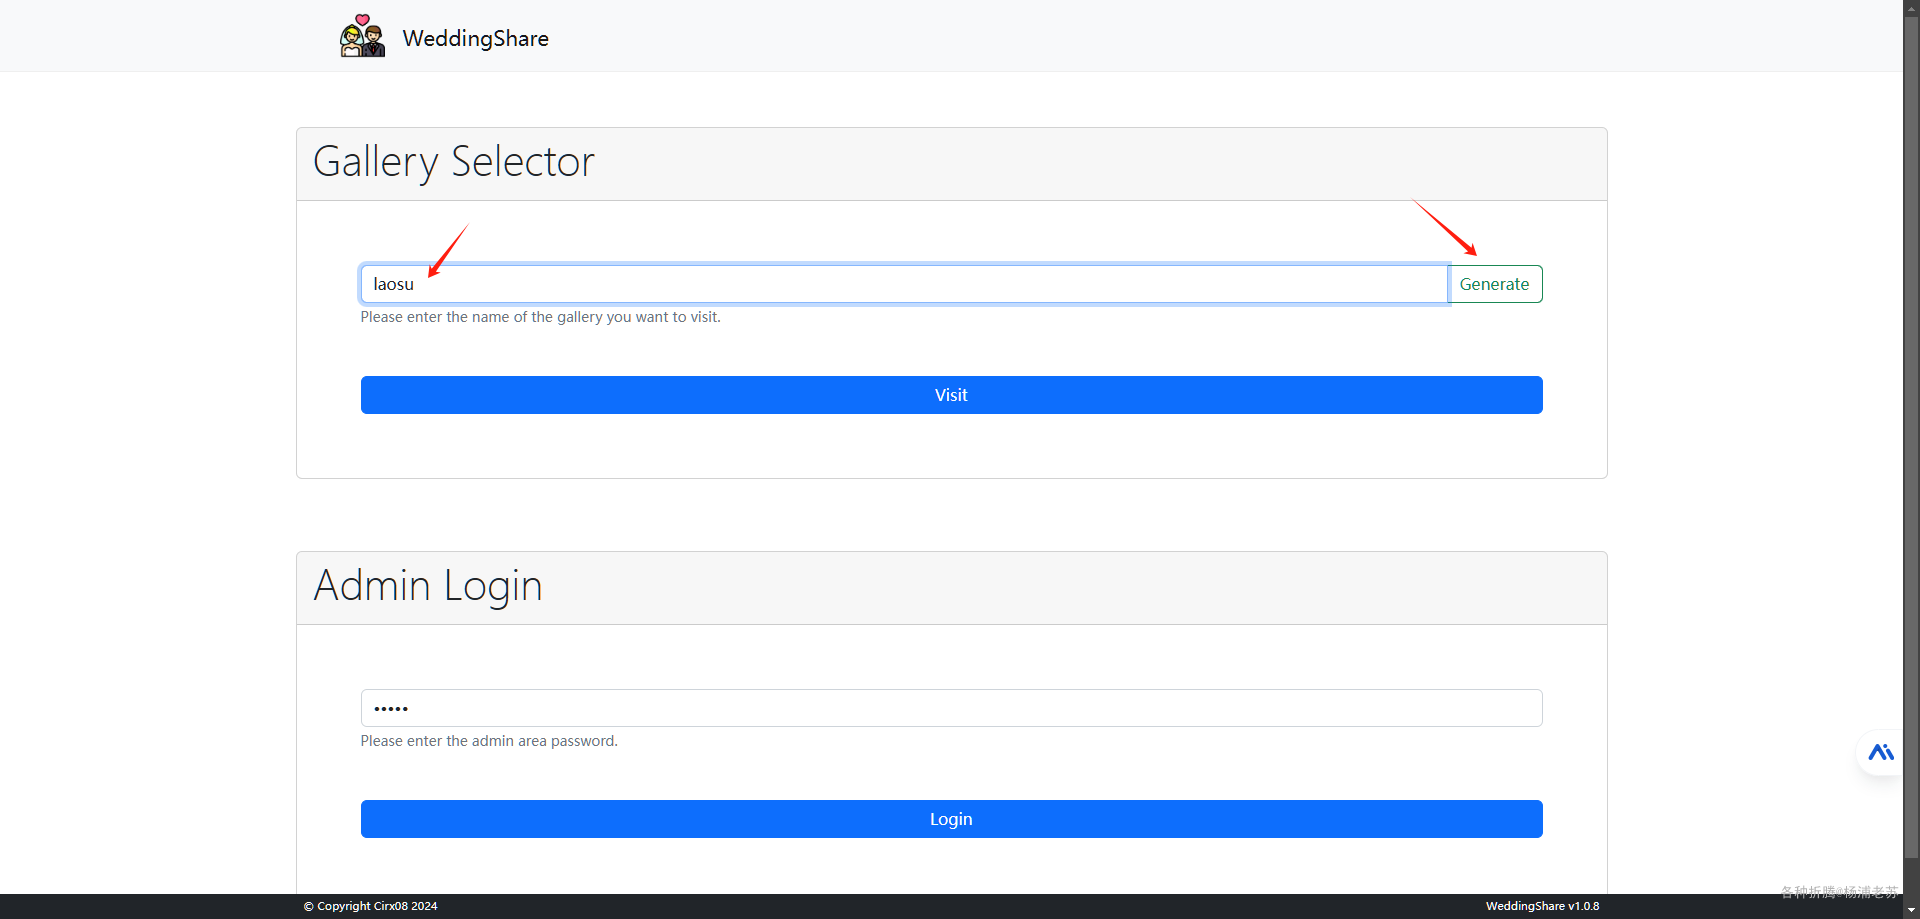 WeddingShare
Gallery Selector
laosu
Generate
Please enter the name of the gallery you want to visit.
Visit
Admin Login
•••••
Please enter the admin area password.
Login
各种折腾@杨浦老苏
© Copyright Cirx08 2024
WeddingShare v1.0.8